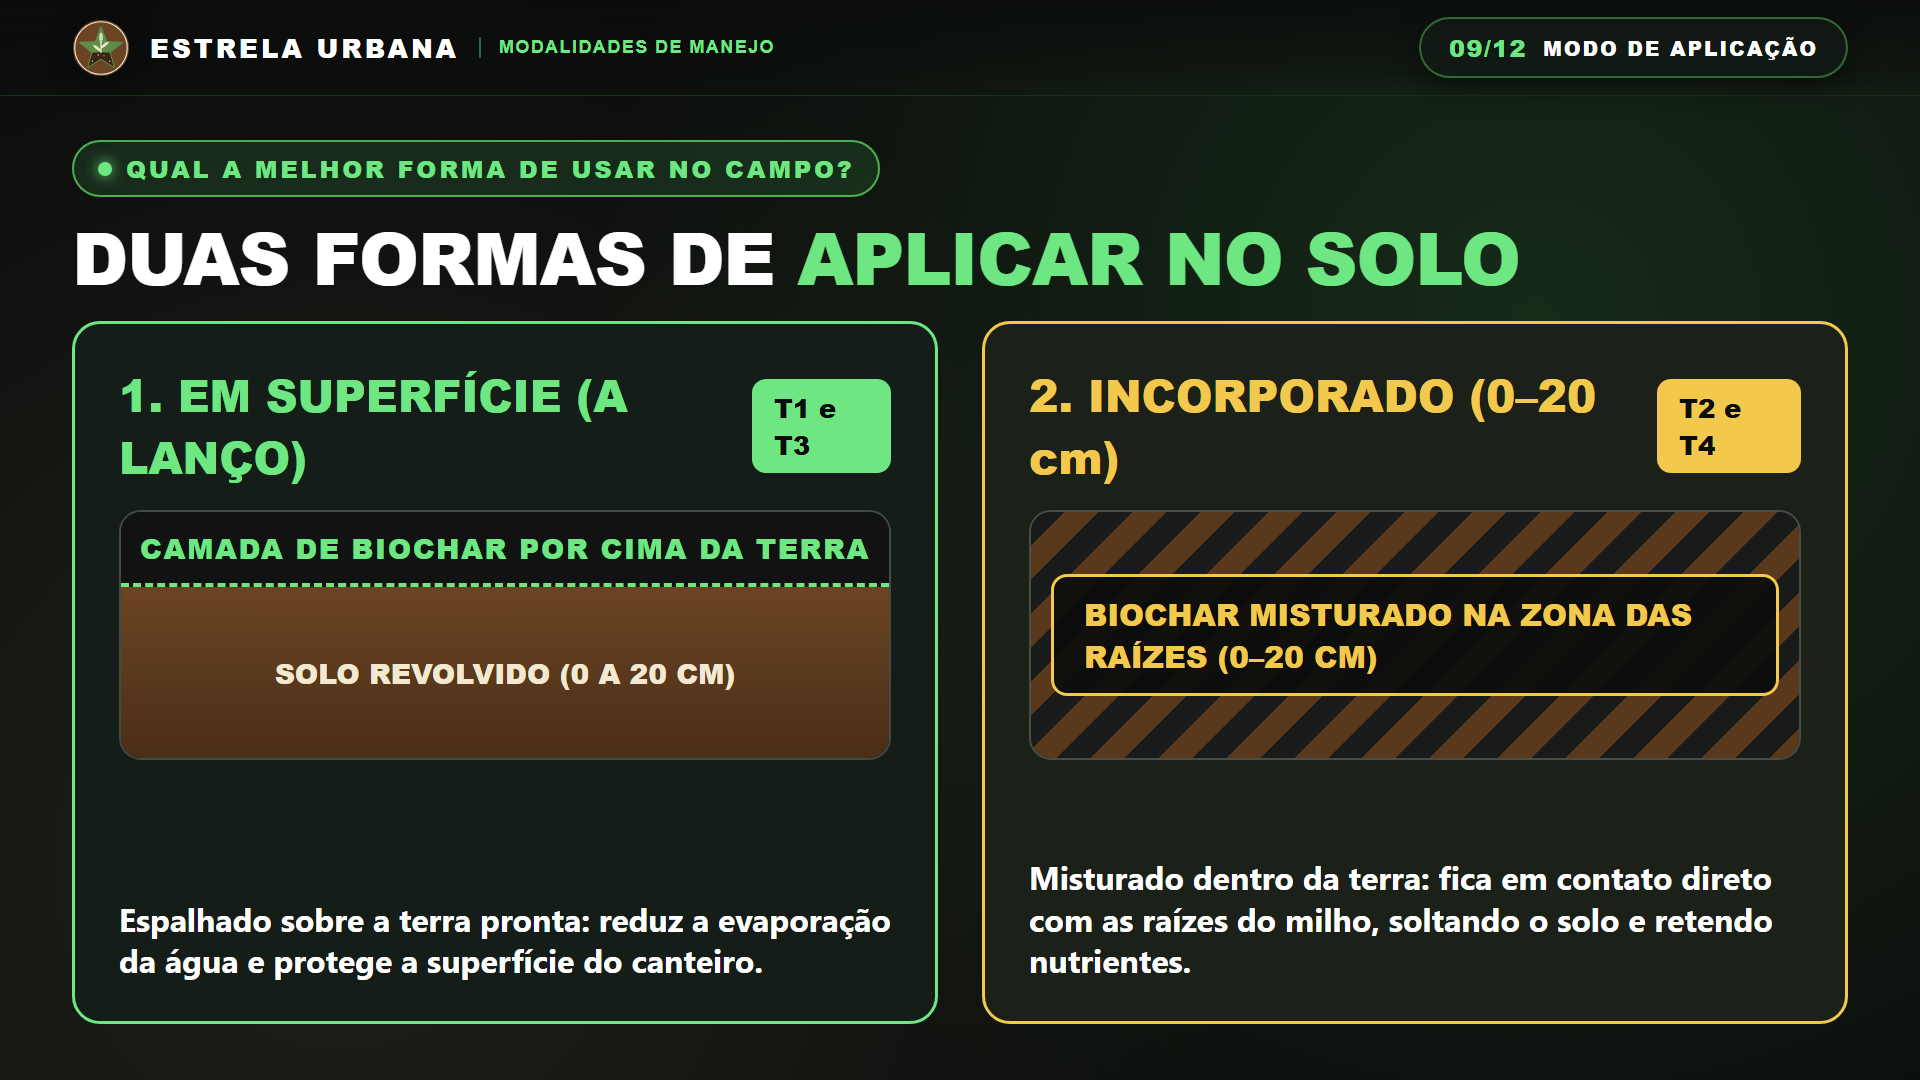 ESTRELA URBANA
MODALIDADES DE MANEJO
09/12 MODO DE APLICAÇÃO
QUAL A MELHOR FORMA DE USAR NO CAMPO?
DUAS FORMAS DE APLICAR NO SOLO
1. EM SUPERFÍCIE (A
LANÇO)
T1 e
T3
CAMADA DE BIOCHAR POR CIMA DA TERRA
SOLO REVOLVIDO (0 A 20 CM)
Espalhado sobre a terra pronta: reduz a evaporação
da água e protege a superfície do canteiro.
2. INCORPORADO (0–20
cm)
T2 e
T4
BIOCHAR MISTURADO NA ZONA DAS
RAÍZES (0–20 CM)
Misturado dentro da terra: fica em contato direto
com as raízes do milho, soltando o solo e retendo
nutrientes.